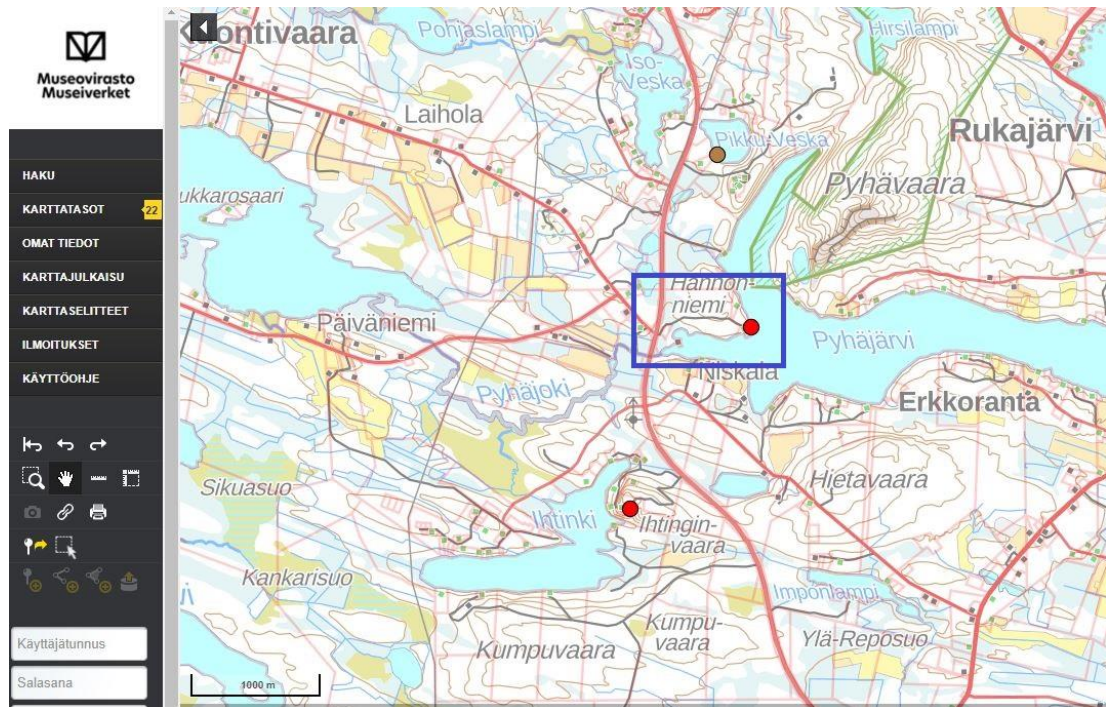 Museovirasto
Museiverket
HAKU
KARTTATASOT
22
OMAT TIEDOT
KARTTAJULKAISU
KARTTASELITTEET
ILMOITUKSET
KÄYTTÖOHJE
Käyttäjätunnus
Salasana
Pohjaslampi
Hirsilampi
Iso-
Veska
Laihola
Pikku-Veska
Rukajärvi
Pyhävaara
ukkarosaari
Hannon-
niemi
Päiväniemi
Pyhäjärvi
Niskala
Pyhäjoki
Erkkoranta
Hietavaara
Sikuasuo
Ihtinki
Ihtingin-
vaara
Kankarisuo
Imponlampi
Kumpu-
vaara
Kumpuvaara
Ylä-Reposuo
1000 m